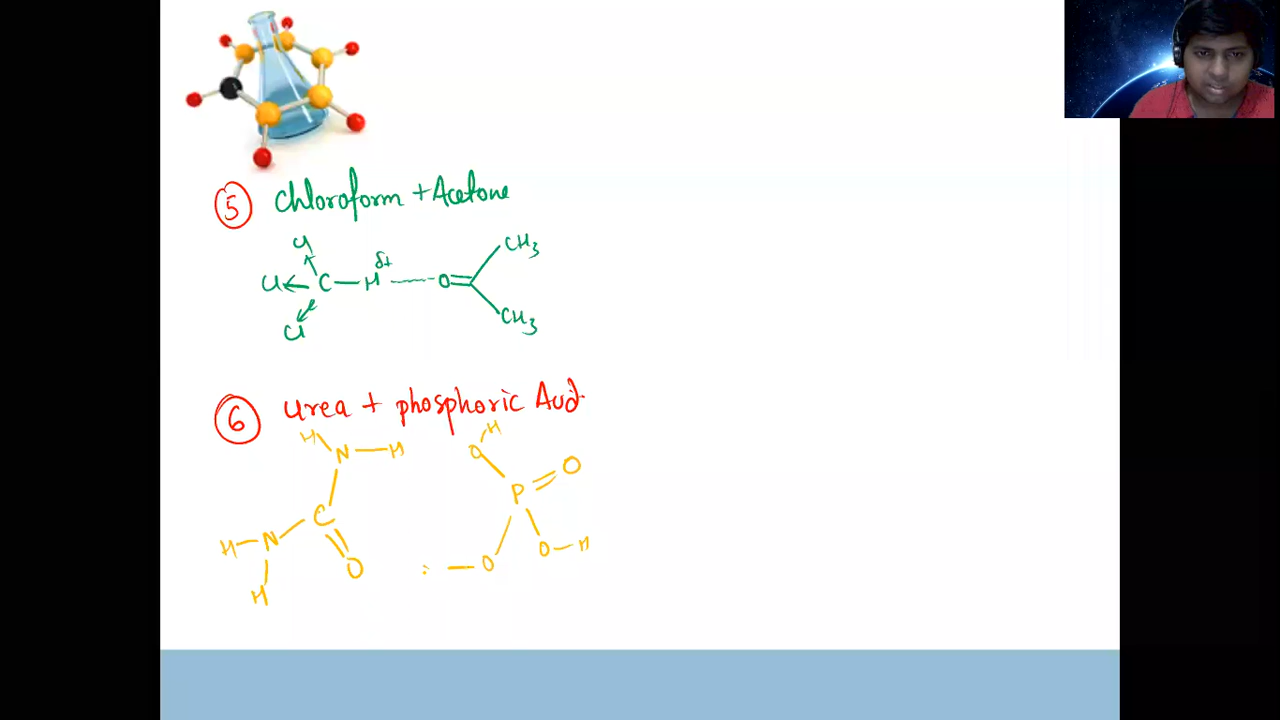 5 Chloroform + Acetone
Cl
δ+
CH3
Cl C — H ----- O =
Cl
CH3
6 urea + phosphoric Acid
H N — H
O H
P = O
C
H — N
O
— O
O — H
H